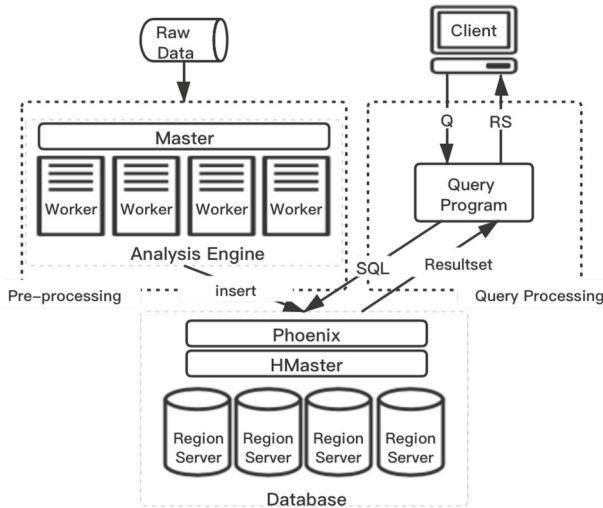 Raw
Data
Client
Q
RS
Master
Worker
Worker
Worker
Worker
Analysis Engine
Query
Program
SQL
Resultset
Pre-processing
insert
Query Processing
Phoenix
HMaster
Region
Server
Region
Server
Region
Server
Region
Server
Database